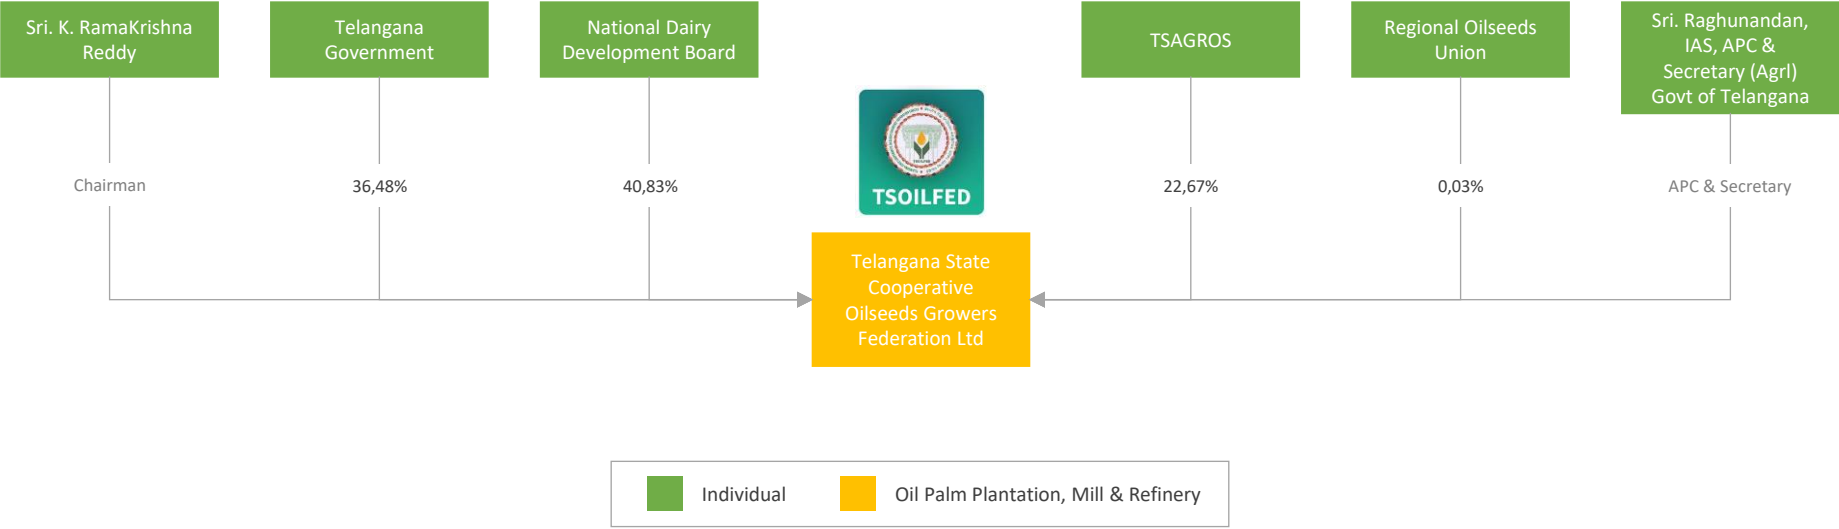 Sri. K. RamaKrishna
Reddy
Telangana
Government
National Dairy
Development Board
TSAGROS
Regional Oilseeds
Union
Sri. Raghunandan,
IAS, APC &
Secretary (Agrl)
Govt of Telangana
TSOILFED
Chairman
36,48%
40,83%
22,67%
0,03%
APC & Secretary
Telangana State
Cooperative
Oilseeds Growers
Federation Ltd
Individual
Oil Palm Plantation, Mill & Refinery